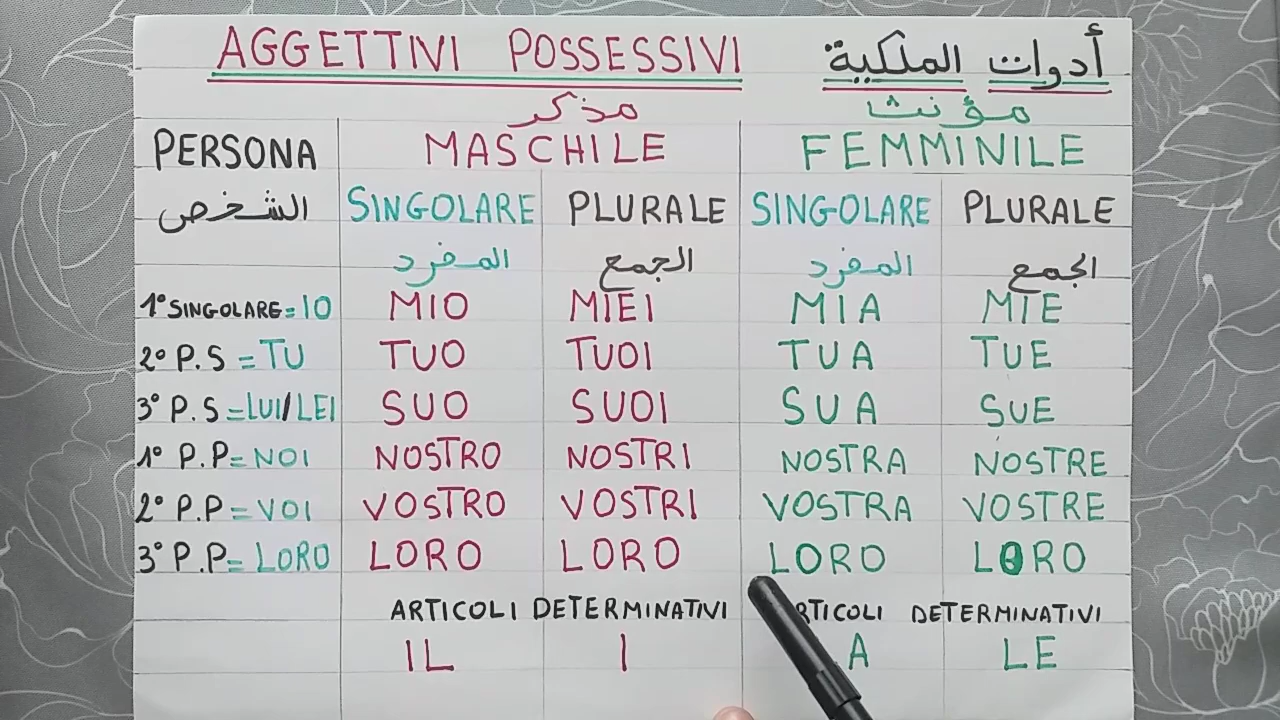 AGGETTIVI POSSESSIVI أدوات الملكية
مذكر مؤنث
PERSONA MASCHILE FEMMINILE
الشخص SINGOLARE PLURALE SINGOLARE PLURALE
المفرد الجمع المفرد الجمع
1° SINGOLARE = IO MIO MIEI MIA MIE
2° P.S = TU TUO TUOI TUA TUE
3° P.S = LUI/LEI SUO SUOI SUA SUE
1° P.P = NOI NOSTRO NOSTRI NOSTRA NOSTRE
2° P.P = VOI VOSTRO VOSTRI VOSTRA VOSTRE
3° P.P = LORO LORO LORO LORO LORO
ARTICOLI DETERMINATIVI RTICOLI DETERMINATIVI
IL I A LE